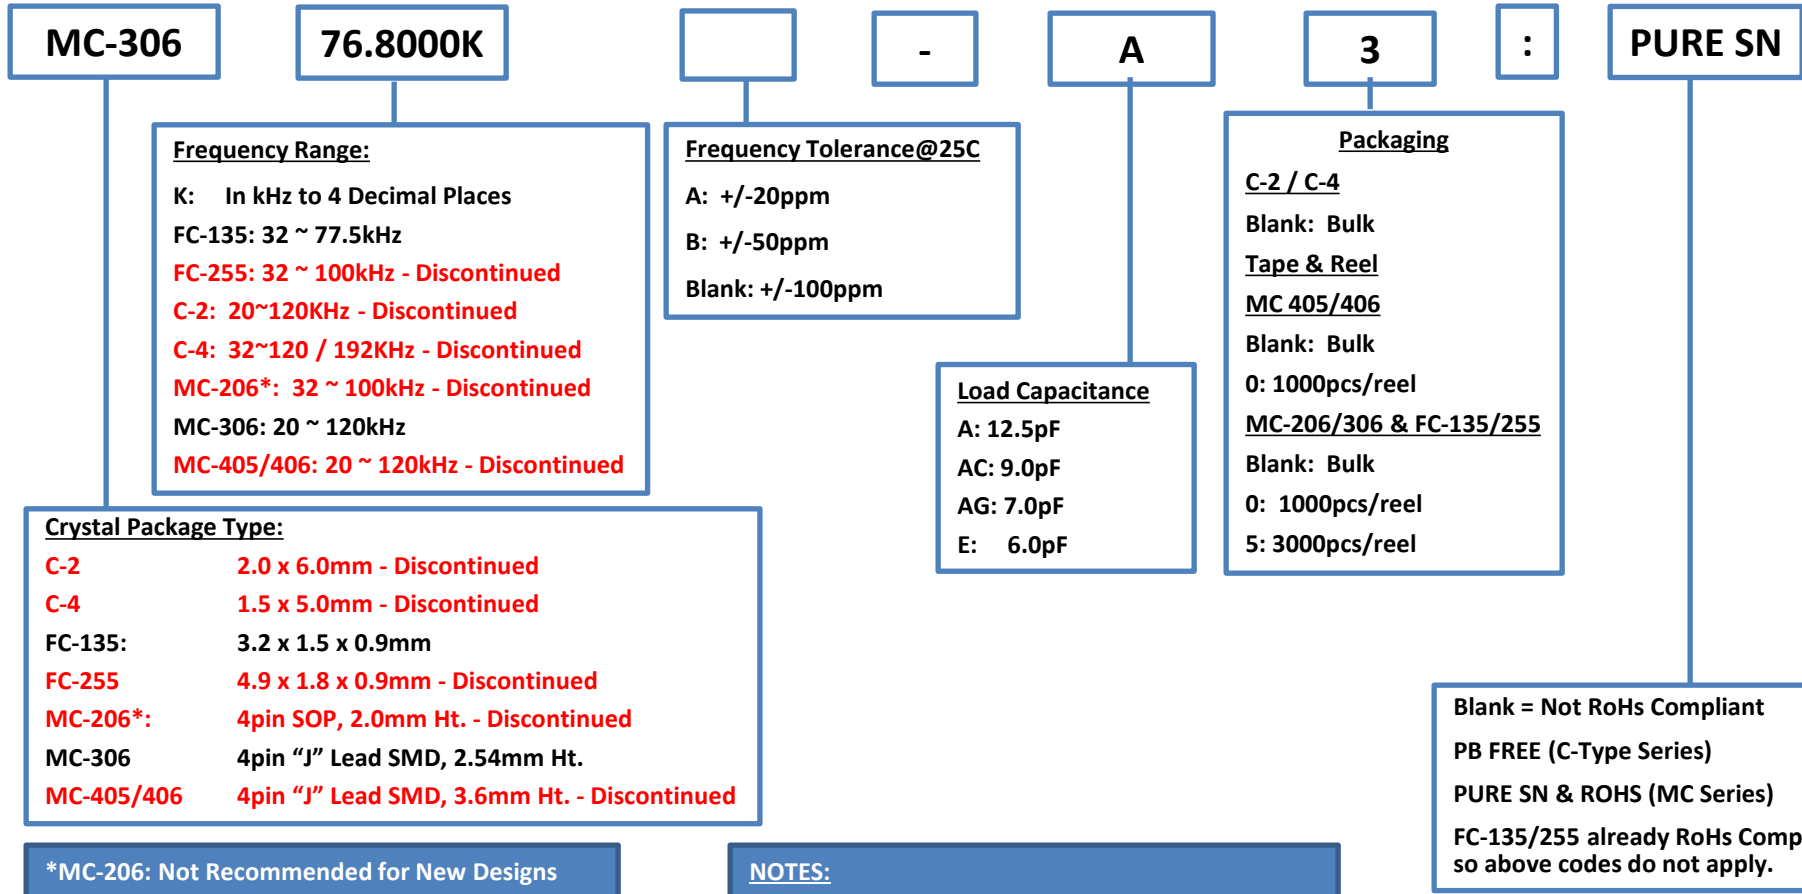 MC-306 76.8000K - A 3 : PURE SN
Frequency Range:
K: In kHz to 4 Decimal Places
FC-135: 32 ~ 77.5kHz
FC-255: 32 ~ 100kHz - Discontinued
C-2: 20~120KHz - Discontinued
C-4: 32~120 / 192KHz - Discontinued
MC-206*: 32 ~ 100kHz - Discontinued
MC-306: 20 ~ 120kHz
MC-405/406: 20 ~ 120kHz - Discontinued
Frequency Tolerance@25C
A: +/-20ppm
B: +/-50ppm
Blank: +/-100ppm
Load Capacitance
A: 12.5pF
AC: 9.0pF
AG: 7.0pF
E: 6.0pF
Packaging
C-2 / C-4
Blank: Bulk
Tape & Reel
MC 405/406
Blank: Bulk
0: 1000pcs/reel
MC-206/306 & FC-135/255
Blank: Bulk
0: 1000pcs/reel
5: 3000pcs/reel
Crystal Package Type:
C-2 2.0 x 6.0mm - Discontinued
C-4 1.5 x 5.0mm - Discontinued
FC-135: 3.2 x 1.5 x 0.9mm
FC-255 4.9 x 1.8 x 0.9mm - Discontinued
MC-206*: 4pin SOP, 2.0mm Ht. - Discontinued
MC-306 4pin “J” Lead SMD, 2.54mm Ht.
MC-405/406 4pin “J” Lead SMD, 3.6mm Ht. - Discontinued
Blank = Not RoHs Compliant
PB FREE (C-Type Series)
PURE SN & ROHS (MC Series)
FC-135/255 already RoHs Comp
so above codes do not apply.
*MC-206: Not Recommended for New Designs
NOTES: